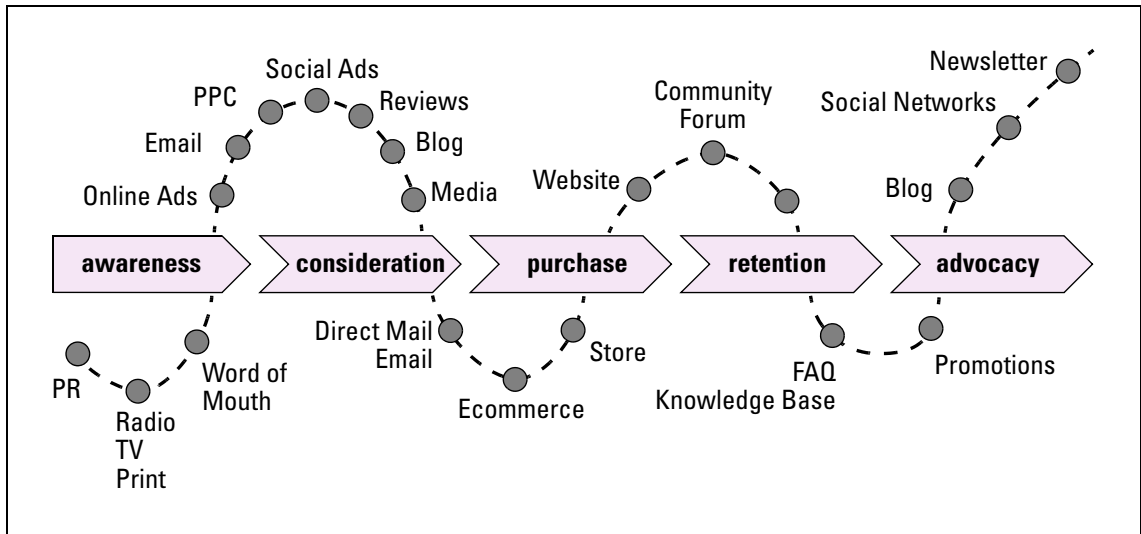 Newsletter
Social Ads
PPC
Reviews
Community
Forum
Social Networks
Email
Blog
Website
Blog
Online Ads
Media
awareness
consideration
purchase
retention
advocacy
PR
Word of
Mouth
Radio
TV
Print
Direct Mail
Email
Store
Ecommerce
FAQ
Knowledge Base
Promotions